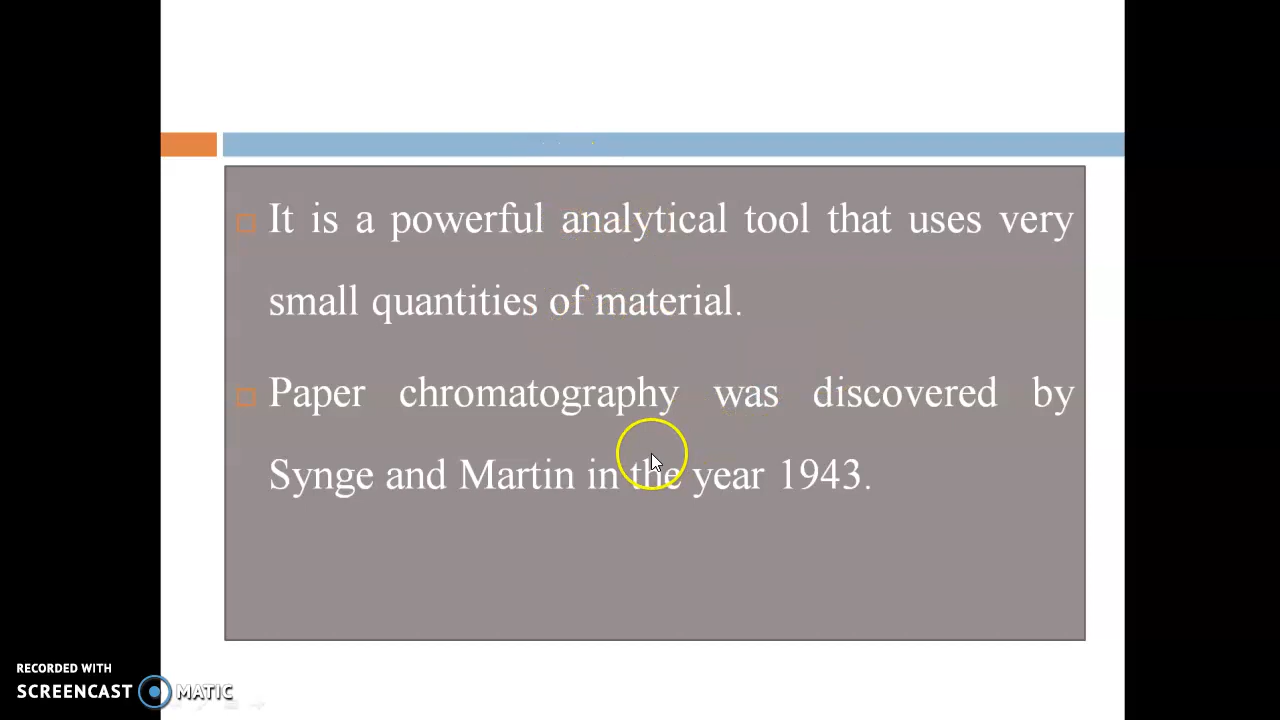 It is a powerful analytical tool that uses very
small quantities of material.
Paper chromatography was discovered by
Synge and Martin in the year 1943.
RECORDED WITH
SCREENCAST MATIC